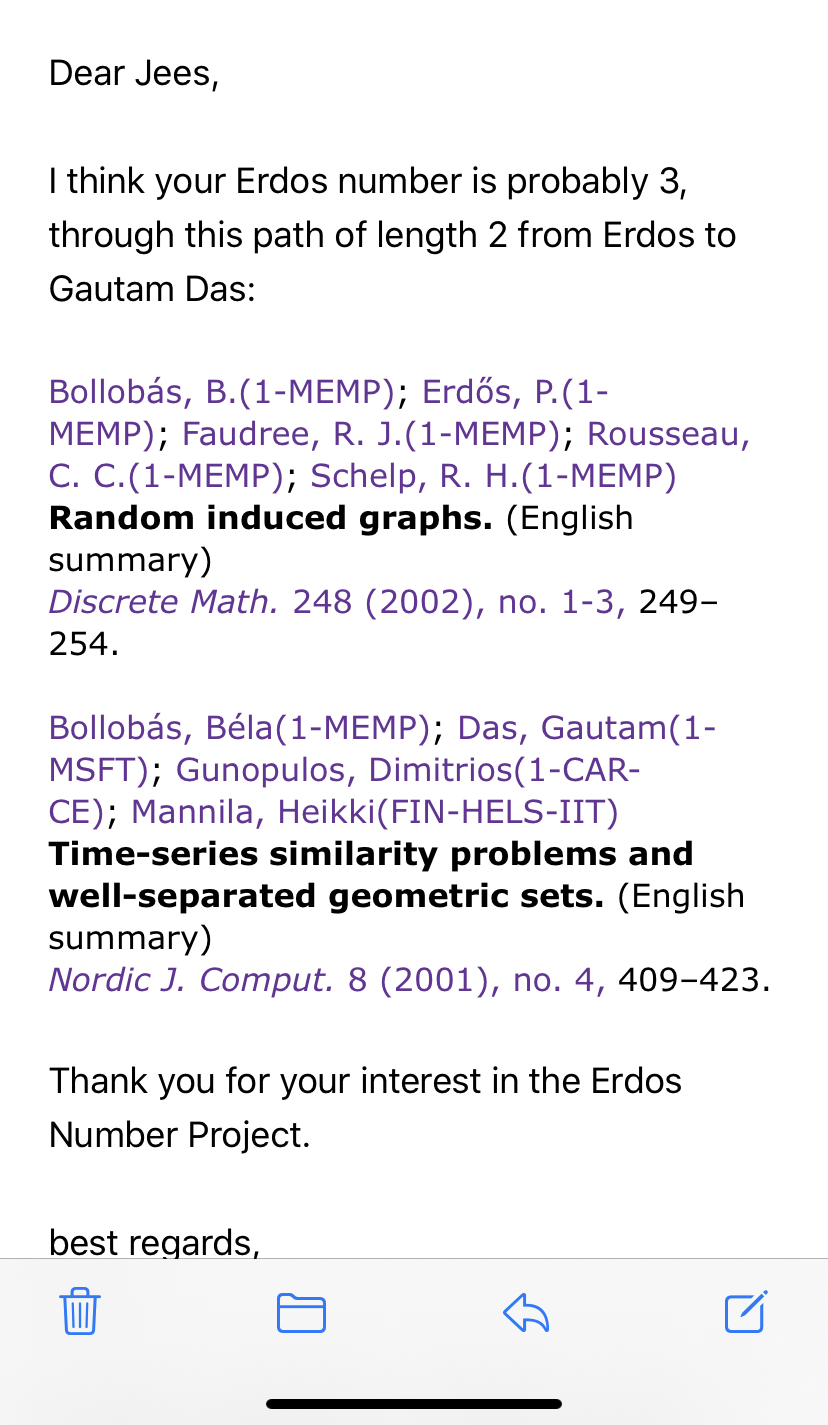 Dear Jees,
I think your Erdos number is probably 3,
through this path of length 2 from Erdos to
Gautam Das:
Bollobás, B.(1-MEMP); Erdős, P.(1-
MEMP); Faudree, R. J.(1-MEMP); Rousseau,
C. C.(1-MEMP); Schelp, R. H.(1-MEMP)
Random induced graphs. (English
summary)
Discrete Math. 248 (2002), no. 1-3, 249–
254.
Bollobás, Béla(1-MEMP); Das, Gautam(1-
MSFT); Gunopulos, Dimitrios(1-CAR-
CE); Mannila, Heikki(FIN-HELS-IIT)
Time-series similarity problems and
well-separated geometric sets. (English
summary)
Nordic J. Comput. 8 (2001), no. 4, 409–423.
Thank you for your interest in the Erdos
Number Project.
best regards,